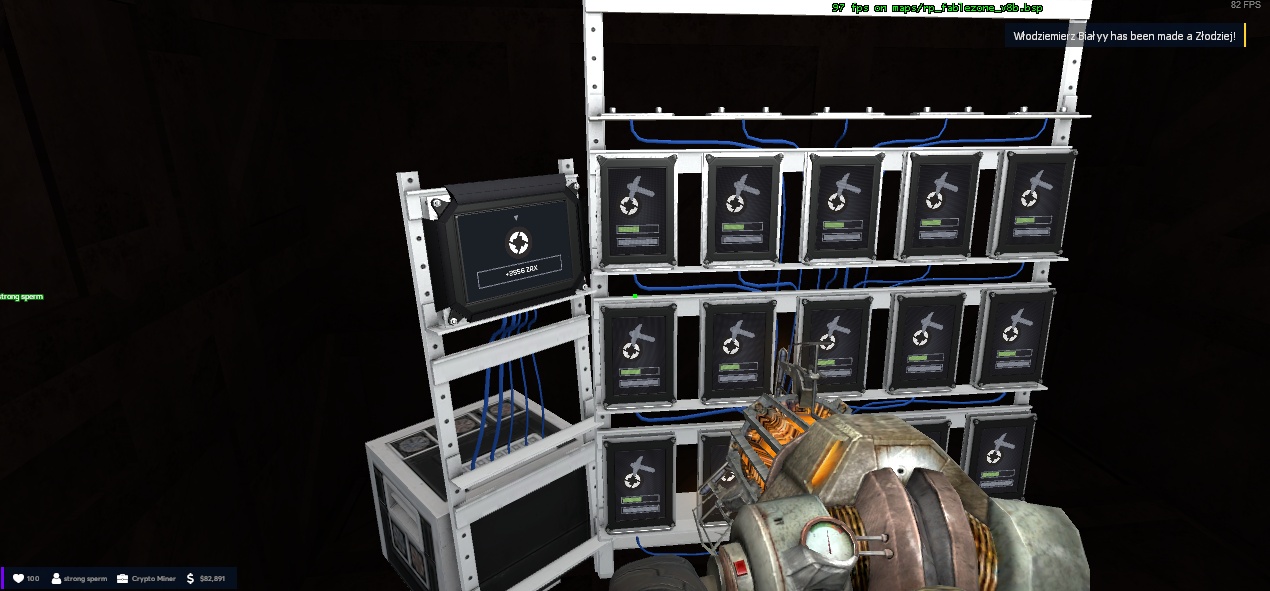 97 fps on maps/rp_fablezone_v8b.bsp
82 FPS
Włodziemierz Białyy has been made a Złodziej!
+3556 ZRX
strong sperm
100
strong sperm
Crypto Miner
$82,891